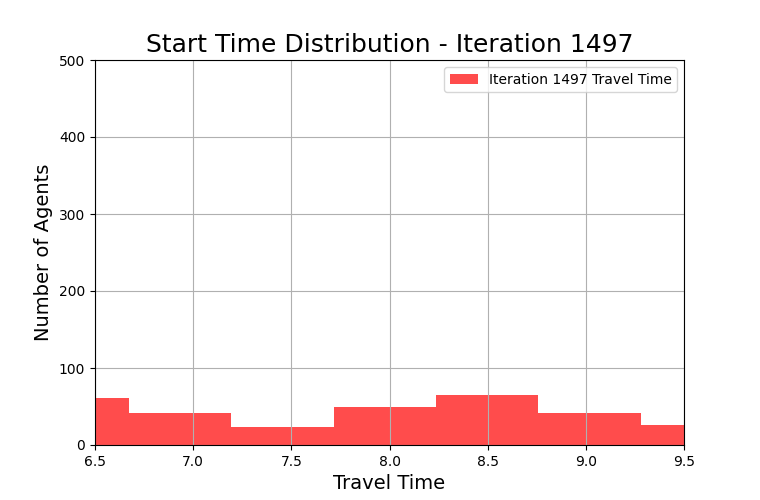 Start Time Distribution - Iteration 1497
Iteration 1497 Travel Time
Number of Agents
500
400
300
200
100
0
6.5 7.0 7.5 8.0 8.5 9.0 9.5
Travel Time